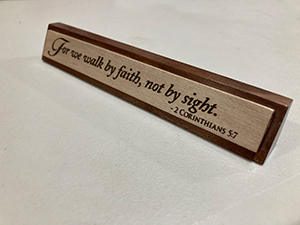 For we walk by faith, not by sight.
- 2 CORINTHIANS 5:7